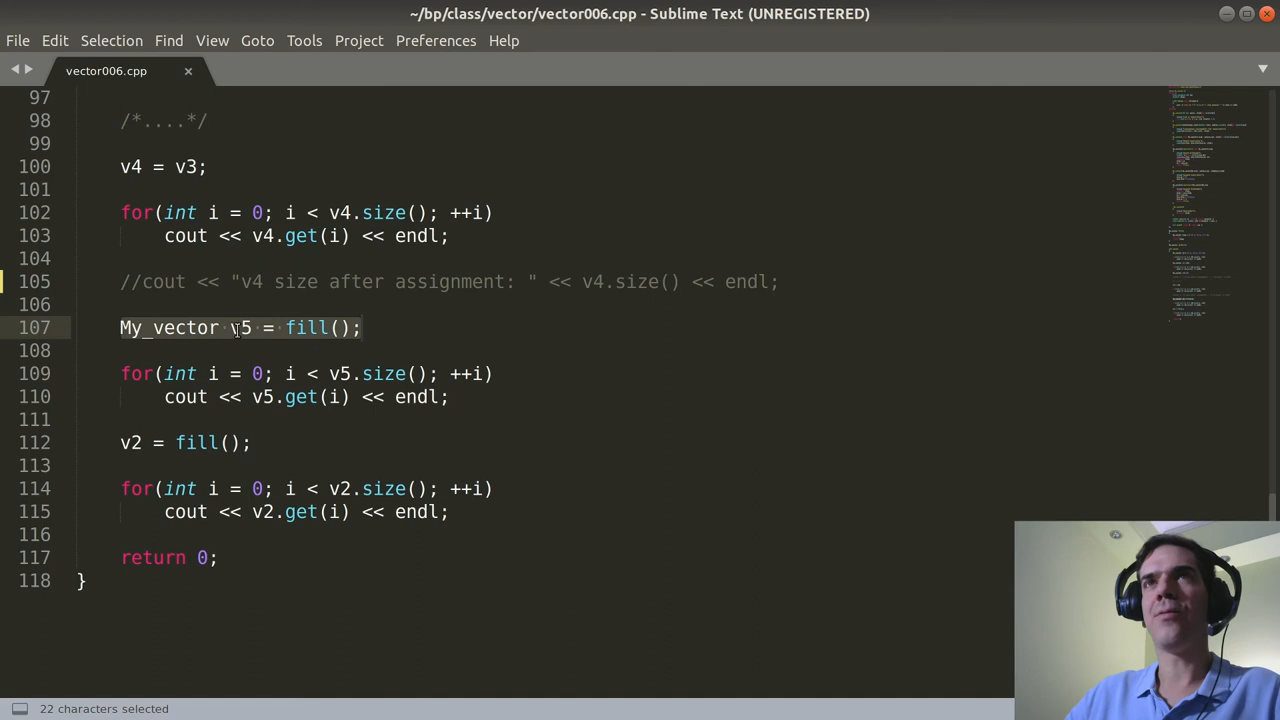 ~/bp/class/vector/vector006.cpp - Sublime Text (UNREGISTERED)
File Edit Selection Find View Goto Tools Project Preferences Help
vector006.cpp
97
98 /*....*/
99
100 v4 = v3;
101
102 for(int i = 0; i < v4.size(); ++i)
103 cout << v4.get(i) << endl;
104
105 //cout << "v4 size after assignment: " << v4.size() << endl;
106
107 My_vector v5 = fill();
108
109 for(int i = 0; i < v5.size(); ++i)
110 cout << v5.get(i) << endl;
111
112 v2 = fill();
113
114 for(int i = 0; i < v2.size(); ++i)
115 cout << v2.get(i) << endl;
116
117 return 0;
118 }
22 characters selected